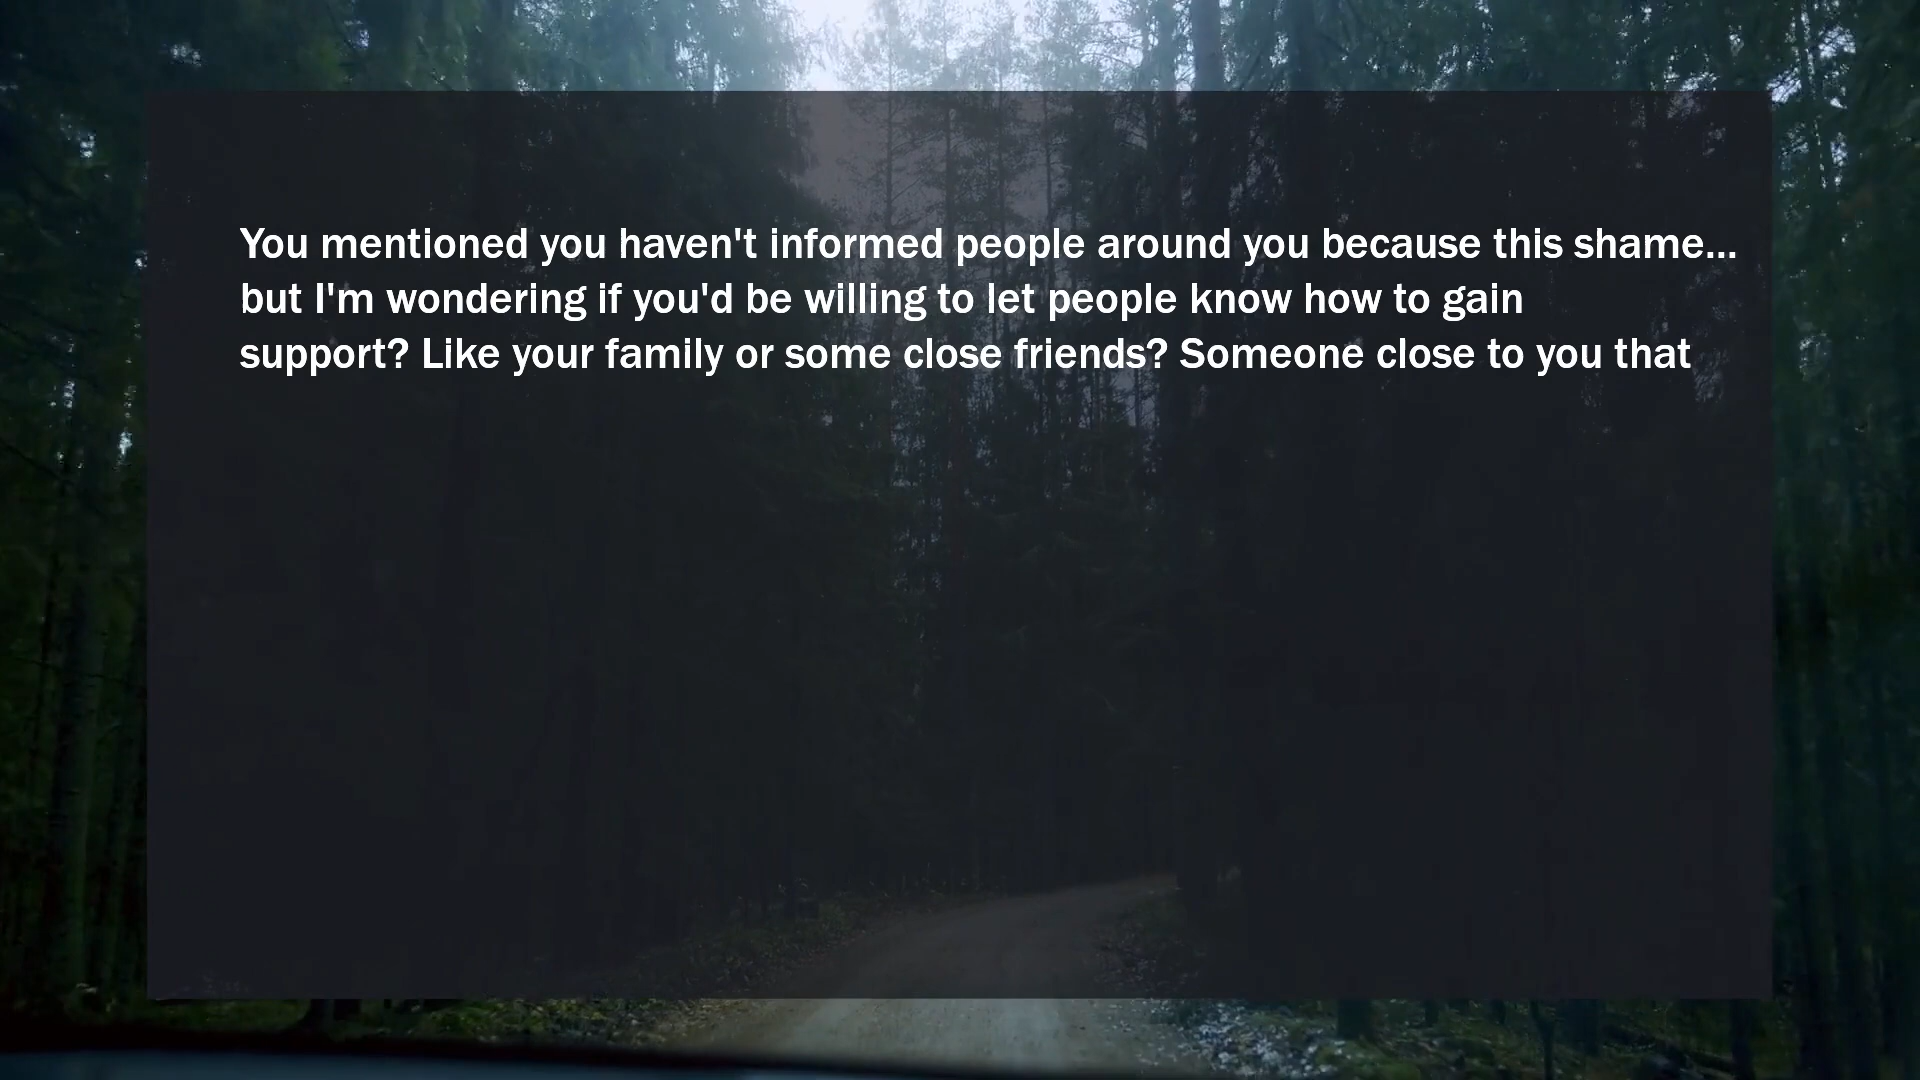 You mentioned you haven't informed people around you because this shame...
but I'm wondering if you'd be willing to let people know how to gain
support? Like your family or some close friends? Someone close to you that